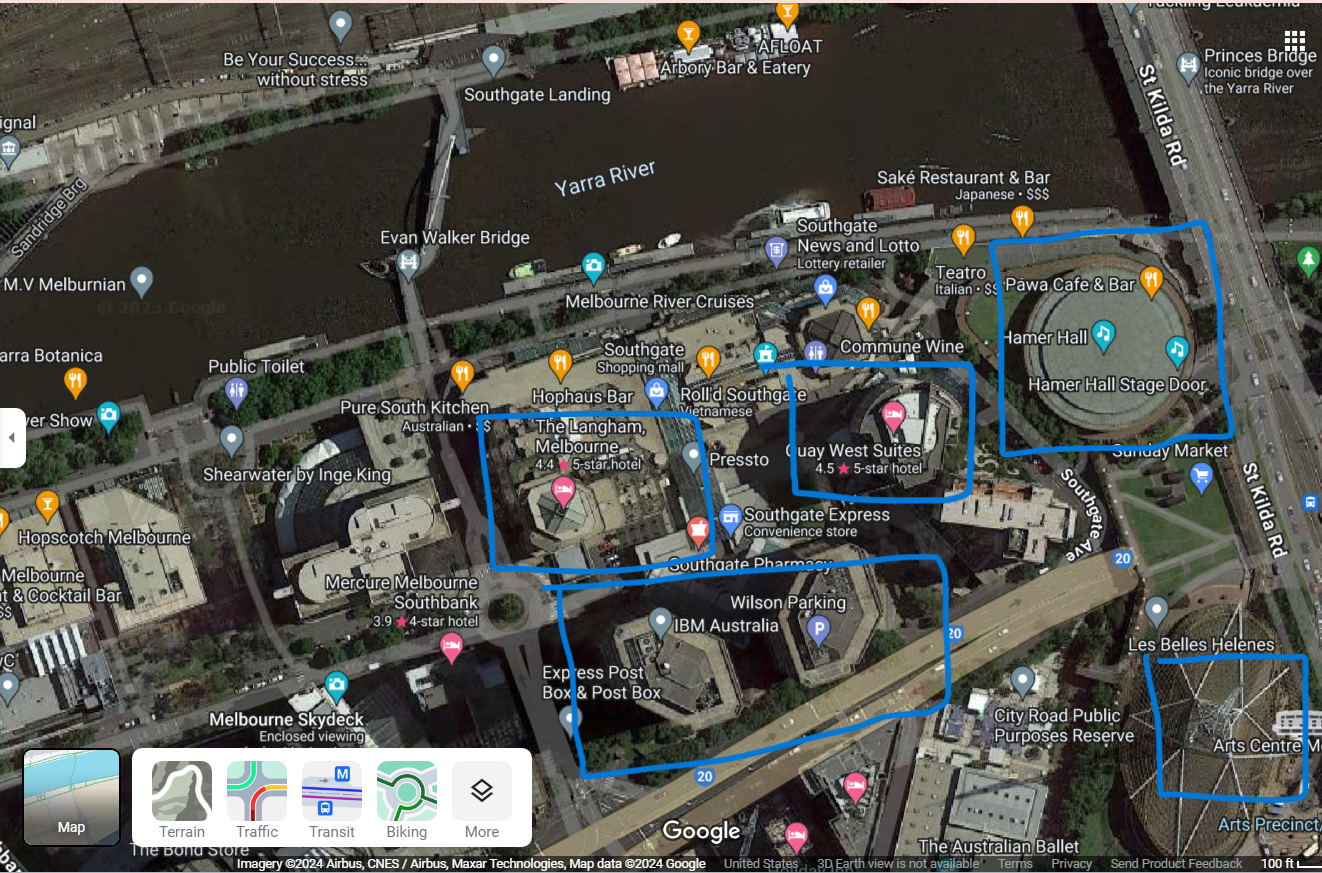 Tackling Leukaemia
AFLOAT
Be Your Success...
without stress
Arbory Bar & Eatery
Princes Bridge
Iconic bridge over
the Yarra River
Southgate Landing
St Kilda Rd
ignal
Yarra River
Saké Restaurant & Bar
Japanese • $$$
Sandridge Brg
Evan Walker Bridge
Southgate
News and Lotto
Lottery retailer
M.V Melburnian
Teatro
Italian • $$
Pawa Cafe & Bar
Melbourne River Cruises
Hamer Hall
arra Botanica
Public Toilet
Southgate
Shopping mall
Commune Wine
Hamer Hall Stage Door
Hophaus Bar
Roll'd Southgate
Vietnamese
Pure South Kitchen
Australian • $$
ver Show
The Langham,
Melbourne
4.4 ★ 5-star hotel
Quay West Suites
4.5 ★ 5-star hotel
Sunday Market
Pressto
Shearwater by Inge King
Southgate Ave
St Kilda Rd
Southgate Express
Convenience store
Hopscotch Melbourne
20
Southgate Pharmacy
Melbourne
t & Cocktail Bar
$$
Mercure Melbourne
Southbank
3.9 ★ 4-star hotel
Wilson Parking
P
IBM Australia
20
Les Belles Helenes
yC
Express Post
Box & Post Box
City Road Public
Purposes Reserve
Melbourne Skydeck
Enclosed viewing
Arts Centre M
20
M
Map
Terrain
Traffic
Transit
Biking
More
Google
Arts Precinct
The Bond Store
The Australian Ballet
Imagery ©2024 Airbus, CNES / Airbus, Maxar Technologies, Map data ©2024 Google
United States
3D Earth view is not available
Terms
Privacy
Send Product Feedback
100 ft